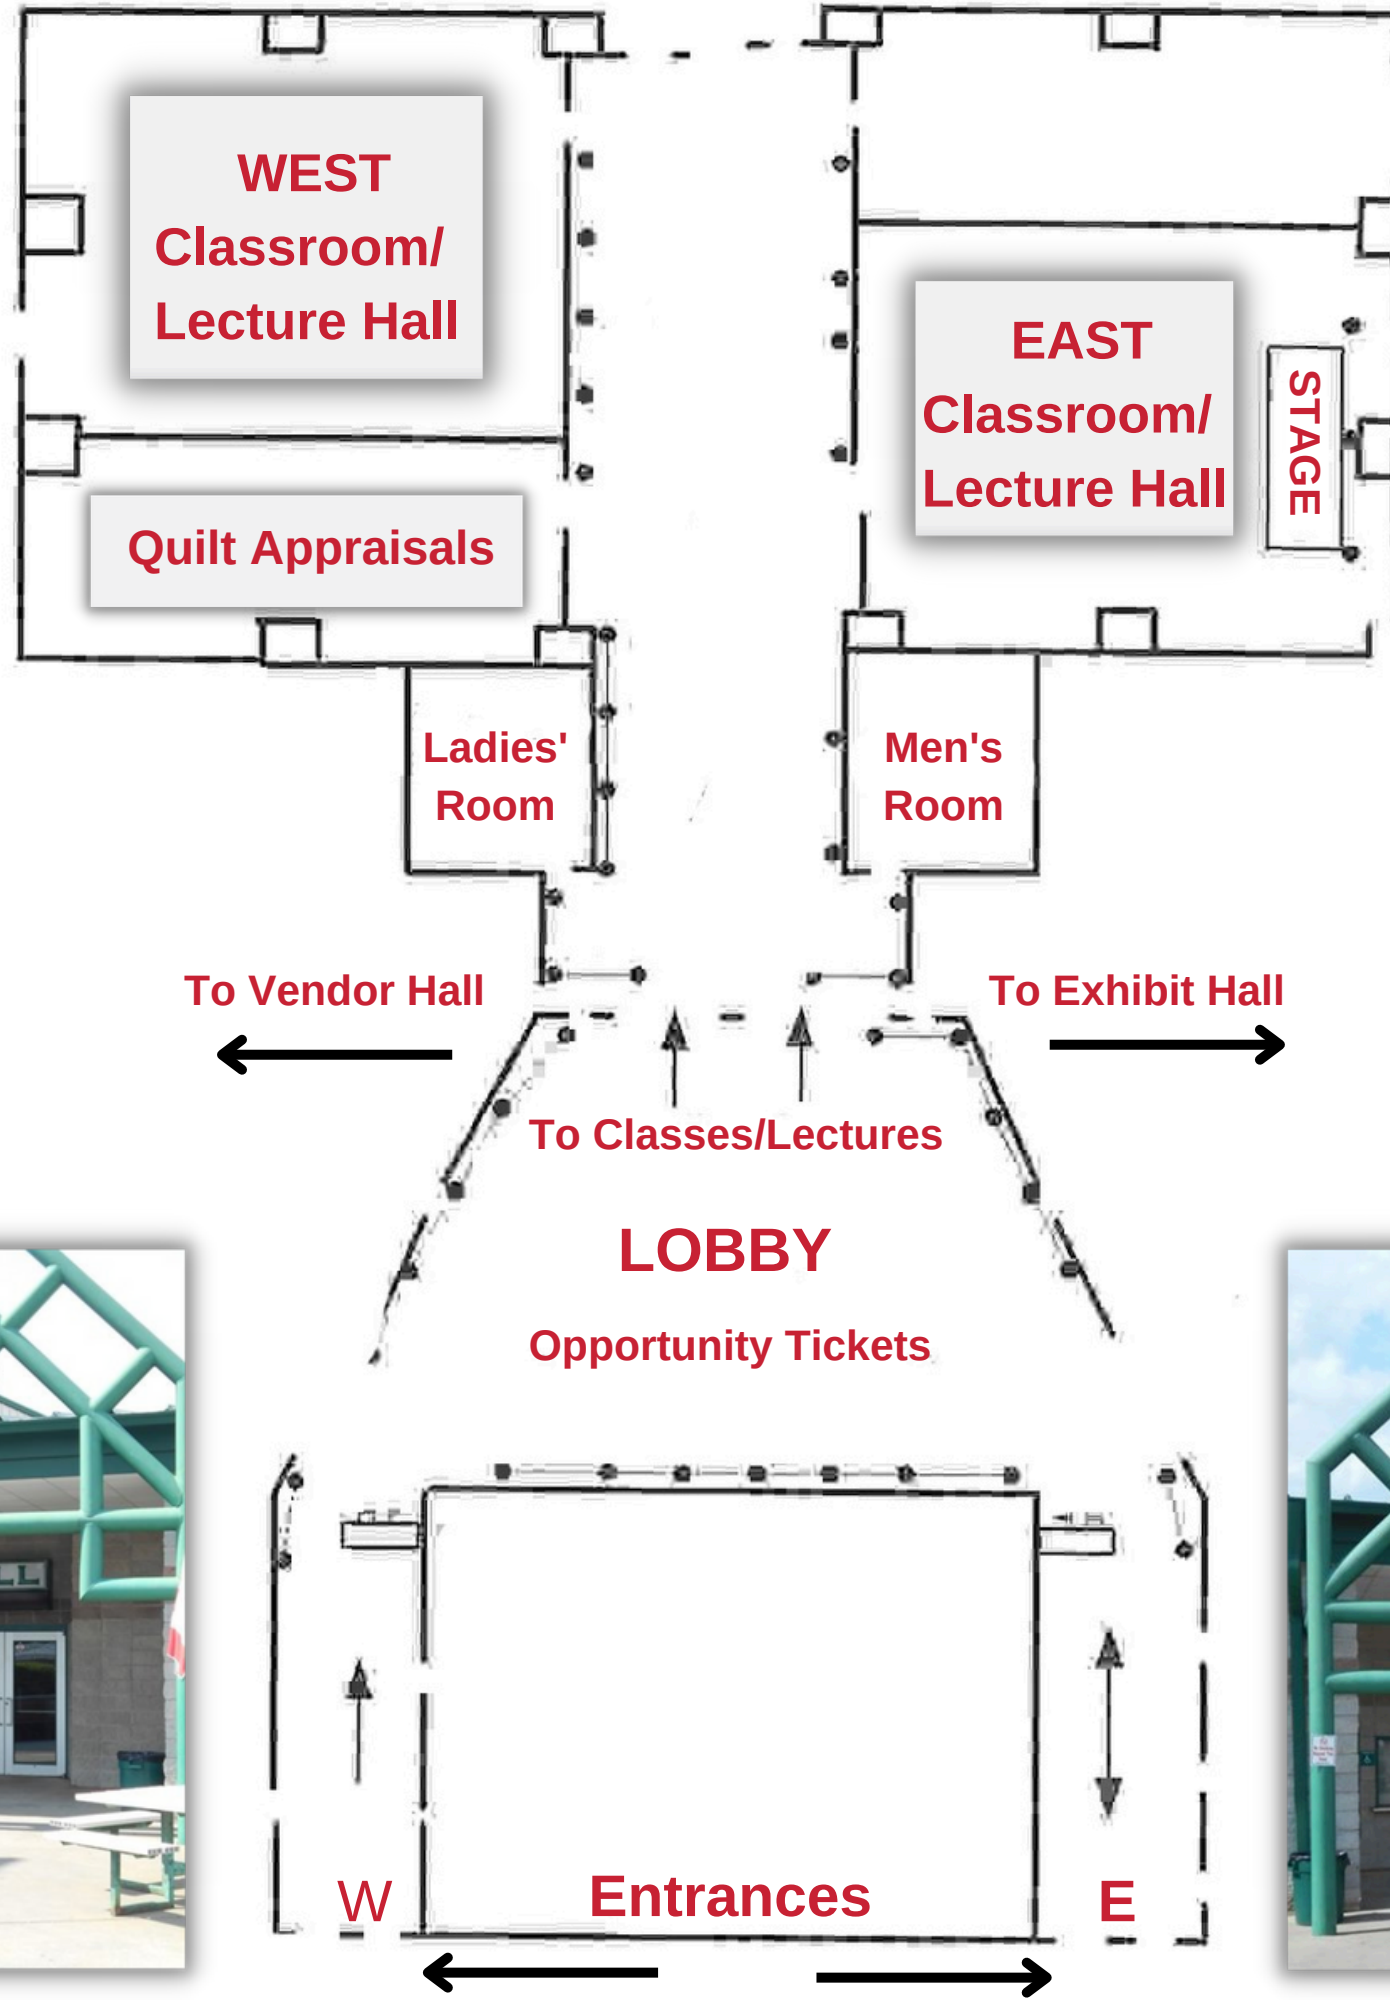 WEST
Classroom/
Lecture Hall
EAST
Classroom/
Lecture Hall
STAGE
Quilt Appraisals
Ladies'
Room
Men's
Room
To Vendor Hall
To Exhibit Hall
To Classes/Lectures
LOBBY
Opportunity Tickets
LL
W
Entrances
E